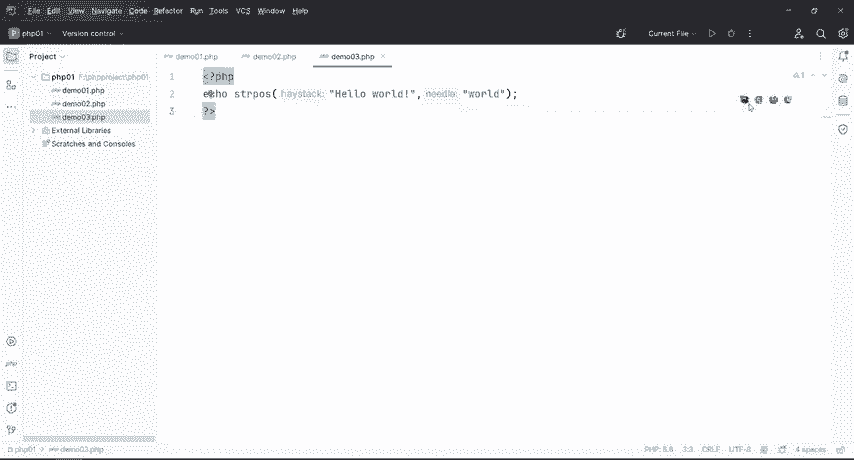 File Edit View Navigate Code Refactor Run Tools VCS Window Help
P php01 Version control Current File
Project demo01.php demo02.php demo03.php
php01 F:\phpproject\php01
demo01.php
demo02.php
demo03.php
External Libraries
Scratches and Consoles
1 <?php
2 echo strpos( haystack: "Hello world!", needle: "world");
3 ?>
1
php
php01 demo03.php PHP: 5.6 3:3 CRLF UTF-8 4 spaces